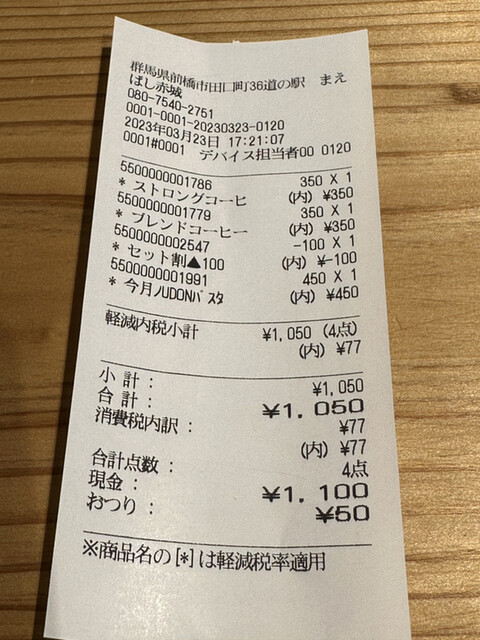 群馬県前橋市田口町36道の駅 まえ
ばし赤城
080-7540-2751
0001-0001-20230323-0120
2023年03月23日 17:21:07
0001#0001 デバイス担当者00 0120
5500000001786 350 X 1
* ストロングコーヒ (内) ¥350
5500000001779 350 X 1
* ブレンドコーヒー (内) ¥350
5500000002547 -100 X 1
* セット割▲100 (内) ¥-100
5500000001991 450 X 1
* 今月ノUDONパスタ (内) ¥450
軽減内税小計 ¥1,050 (4点)
(内) ¥77
小計: ¥1,050
合計: ¥1,050
消費税内訳: ¥77
(内) ¥77
合計点数: 4点
現金: ¥1,100
おつり: ¥50
※商品名の[*]は軽減税率適用